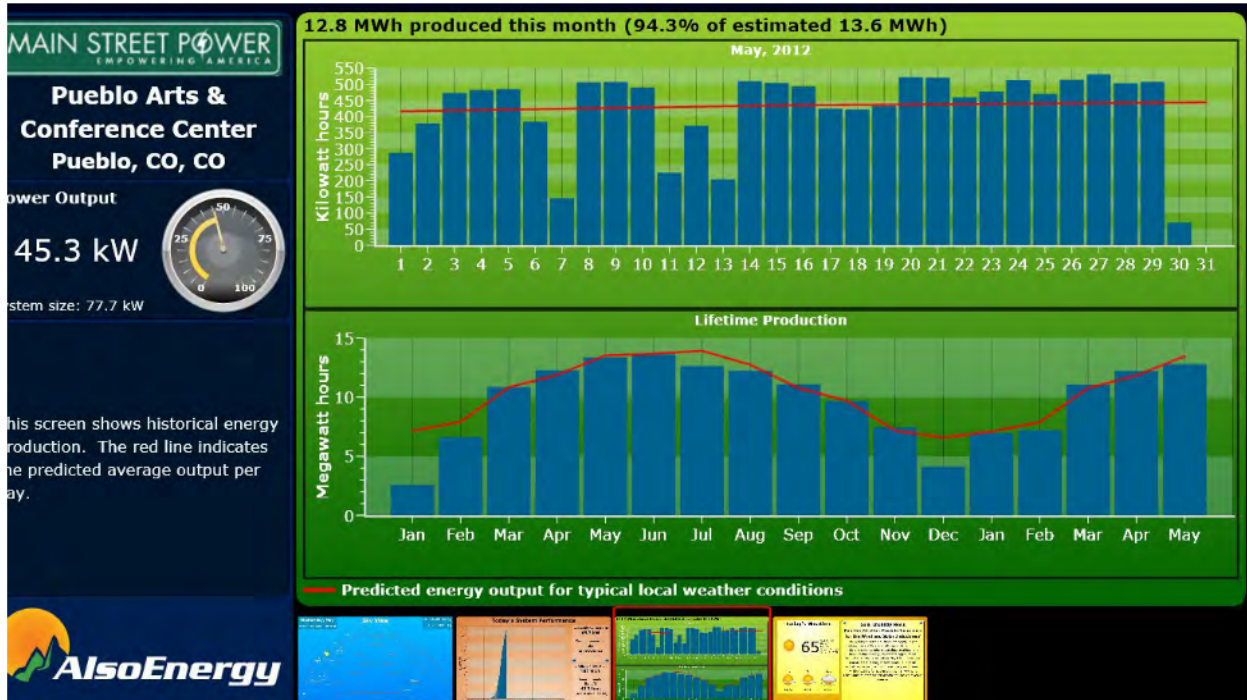 12.8 MWh produced this month (94.3% of estimated 13.6 MWh)
MAIN STREET POWER
EMPOWERING AMERICA
Pueblo Arts &
Conference Center
Pueblo, CO, CO
ower Output
45.3 kW
0 25 50 75 100
ystem size: 77.7 kW
his screen shows historical energy
roduction. The red line indicates
he predicted average output per
ay.
AlsoEnergy
May, 2012
Kilowatt hours
550
500
450
400
350
300
250
200
150
100
50
0
1 2 3 4 5 6 7 8 9 10 11 12 13 14 15 16 17 18 19 20 21 22 23 24 25 26 27 28 29 30 31
Lifetime Production
Megawatt hours
15
10
5
0
Jan Feb Mar Apr May Jun Jul Aug Sep Oct Nov Dec Jan Feb Mar Apr May
Predicted energy output for typical local weather conditions
Today's System Performance
Today's Weather
65